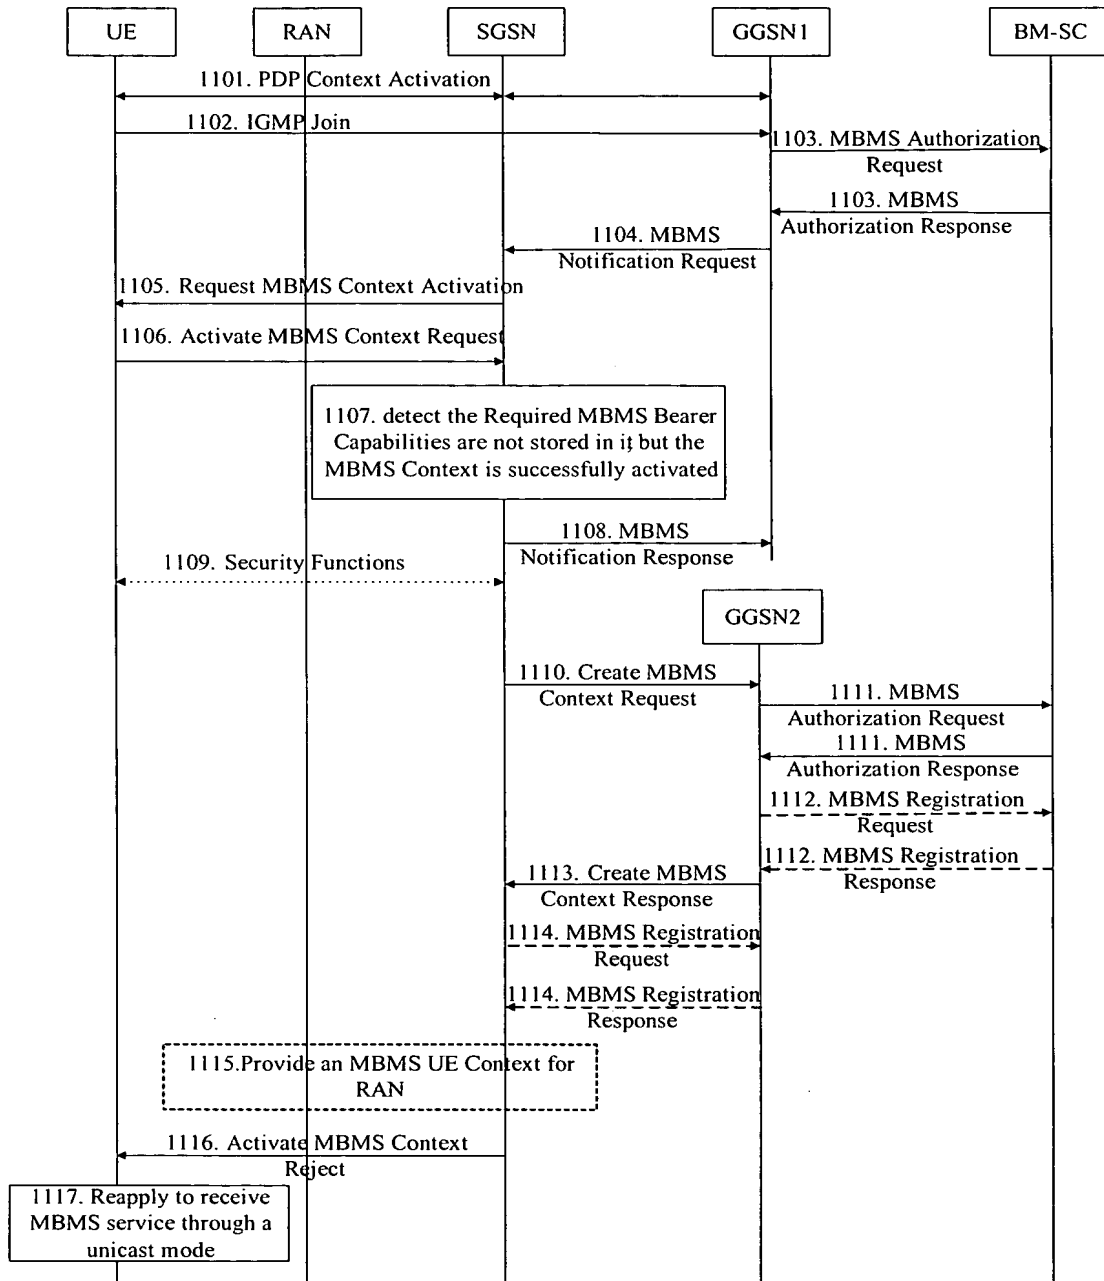 UE
RAN
SGSN
GGSN1
BM-SC
1101. PDP Context Activation
1102. IGMP Join
1103. MBMS Authorization
Request
1103. MBMS
Authorization Response
1104. MBMS
Notification Request
1105. Request MBMS Context Activation
1106. Activate MBMS Context Request
1107. detect the Required MBMS Bearer
Capabilities are not stored in it; but the
MBMS Context is successfully activated
1108. MBMS
Notification Response
1109. Security Functions
GGSN2
1110. Create MBMS
Context Request
1111. MBMS
Authorization Request
1111. MBMS
Authorization Response
1112. MBMS Registration
Request
1112. MBMS Registration
Response
1113. Create MBMS
Context Response
1114. MBMS Registration
Request
1114. MBMS Registration
Response
1115.Provide an MBMS UE Context for
RAN
1116. Activate MBMS Context
Reject
1117. Reapply to receive
MBMS service through a
unicast mode